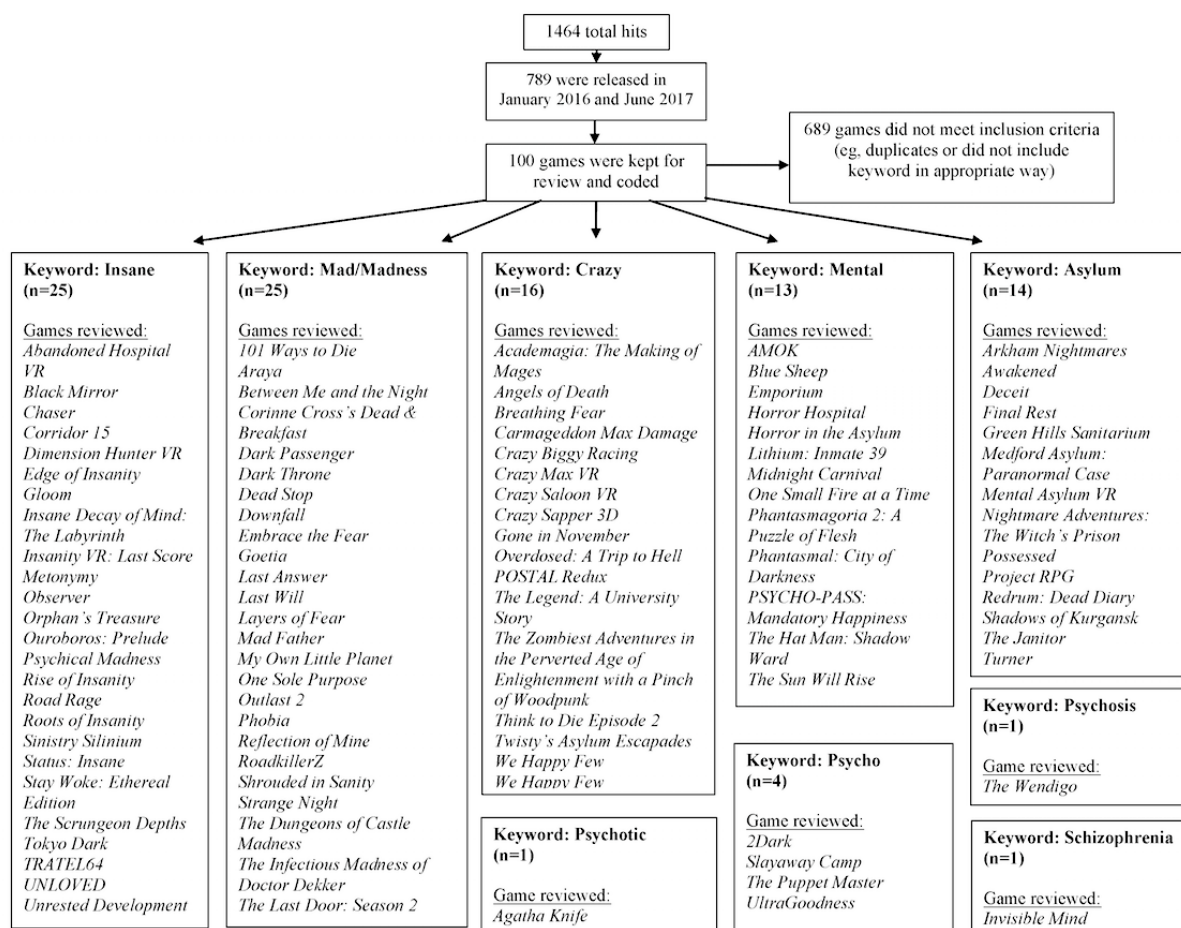 1464 total hits
789 were released in
January 2016 and June 2017
689 games did not meet inclusion criteria
(eg, duplicates or did not include
keyword in appropriate way)
100 games were kept for
review and coded
Keyword: Insane
(n=25)
Games reviewed:
Abandoned Hospital
VR
Black Mirror
Chaser
Corridor 15
Dimension Hunter VR
Edge of Insanity
Gloom
Insane Decay of Mind:
The Labyrinth
Insanity VR: Last Score
Metonymy
Observer
Orphan's Treasure
Ouroboros: Prelude
Psychical Madness
Rise of Insanity
Road Rage
Roots of Insanity
Sinistry Silinium
Status: Insane
Stay Woke: Ethereal
Edition
The Scrungeon Depths
Tokyo Dark
TRATEL64
UNLOVED
Unrested Development
Keyword: Mad/Madness
(n=25)
Games reviewed:
101 Ways to Die
Araya
Between Me and the Night
Corinne Cross's Dead &
Breakfast
Dark Passenger
Dark Throne
Dead Stop
Downfall
Embrace the Fear
Goetia
Last Answer
Last Will
Layers of Fear
Mad Father
My Own Little Planet
One Sole Purpose
Outlast 2
Phobia
Reflection of Mine
RoadkillerZ
Shrouded in Sanity
Strange Night
The Dungeons of Castle
Madness
The Infectious Madness of
Doctor Dekker
The Last Door: Season 2
Keyword: Crazy
(n=16)
Games reviewed:
Academagia: The Making of
Mages
Angels of Death
Breathing Fear
Carmageddon Max Damage
Crazy Biggy Racing
Crazy Max VR
Crazy Saloon VR
Crazy Sapper 3D
Gone in November
Overdosed: A Trip to Hell
POSTAL Redux
The Legend: A University
Story
The Zombiest Adventures in
the Perverted Age of
Enlightenment with a Pinch
of Woodpunk
Think to Die Episode 2
Twisty's Asylum Escapades
We Happy Few
We Happy Few
Keyword: Psychotic
(n=1)
Game reviewed:
Agatha Knife
Keyword: Mental
(n=13)
Games reviewed:
AMOK
Blue Sheep
Emporium
Horror Hospital
Horror in the Asylum
Lithium: Inmate 39
Midnight Carnival
One Small Fire at a Time
Phantasmagoria 2: A
Puzzle of Flesh
Phantasmal: City of
Darkness
PSYCHO-PASS:
Mandatory Happiness
The Hat Man: Shadow
Ward
The Sun Will Rise
Keyword: Psycho
(n=4)
Game reviewed:
2Dark
Slayaway Camp
The Puppet Master
UltraGoodness
Keyword: Asylum
(n=14)
Games reviewed:
Arkham Nightmares
Awakened
Deceit
Final Rest
Green Hills Sanitarium
Medford Asylum:
Paranormal Case
Mental Asylum VR
Nightmare Adventures:
The Witch's Prison
Possessed
Project RPG
Redrum: Dead Diary
Shadows of Kurgansk
The Janitor
Turner
Keyword: Psychosis
(n=1)
Game reviewed:
The Wendigo
Keyword: Schizophrenia
(n=1)
Game reviewed:
Invisible Mind